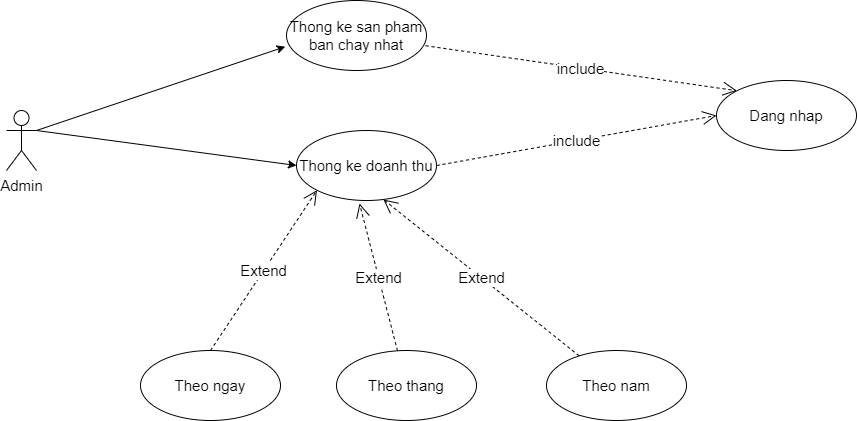 Thong ke san pham
ban chay nhat
include
Dang nhap
include
Thong ke doanh thu
Admin
Extend
Extend
Extend
Theo ngay
Theo thang
Theo nam